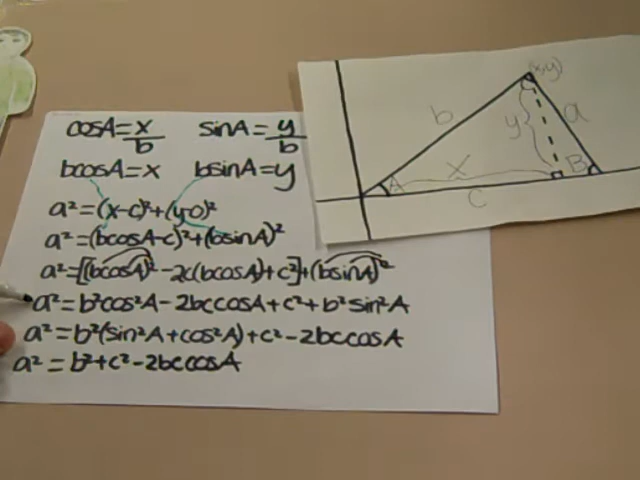 cosA = x/b sinA = y/b
bcosA = x bsinA = y
a² = (x-c)² + (y-0)²
a² = (bcosA-c)² + (bsinA)²
a² = [(bcosA)² - 2c(bcosA) + c²] + (bsinA)²
a² = b²cos²A - 2bccosA + c² + b²sin²A
a² = b²(sin²A + cos²A) + c² - 2bccosA
a² = b² + c² - 2bccosA
(x,y)
b
a
y
x
A
B
C